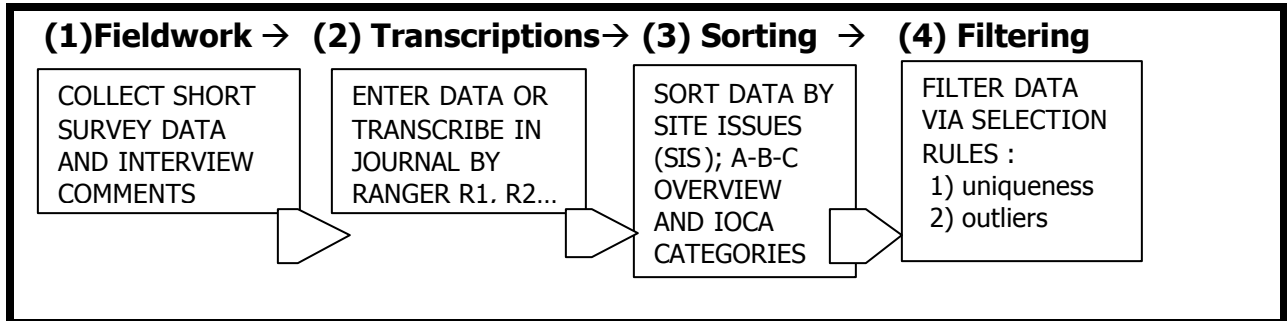 (1)Fieldwork → (2) Transcriptions→ (3) Sorting → (4) Filtering
COLLECT SHORT
SURVEY DATA
AND INTERVIEW
COMMENTS
ENTER DATA OR
TRANSCRIBE IN
JOURNAL BY
RANGER R1, R2...
SORT DATA BY
SITE ISSUES
(SIS); A-B-C
OVERVIEW
AND IOCA
CATEGORIES
FILTER DATA
VIA SELECTION
RULES :
1) uniqueness
2) outliers